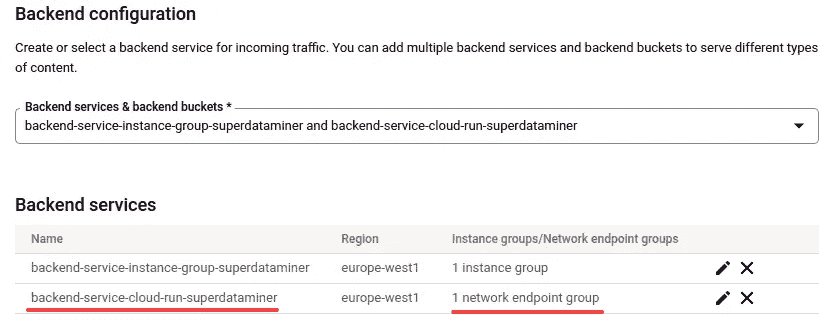 Backend configuration
Create or select a backend service for incoming traffic. You can add multiple backend services and backend buckets to serve different types
of content.
Backend services & backend buckets *
backend-service-instance-group-superdataminer and backend-service-cloud-run-superdataminer
Backend services
Name Region Instance groups/Network endpoint groups
backend-service-instance-group-superdataminer europe-west1 1 instance group
backend-service-cloud-run-superdataminer europe-west1 1 network endpoint group